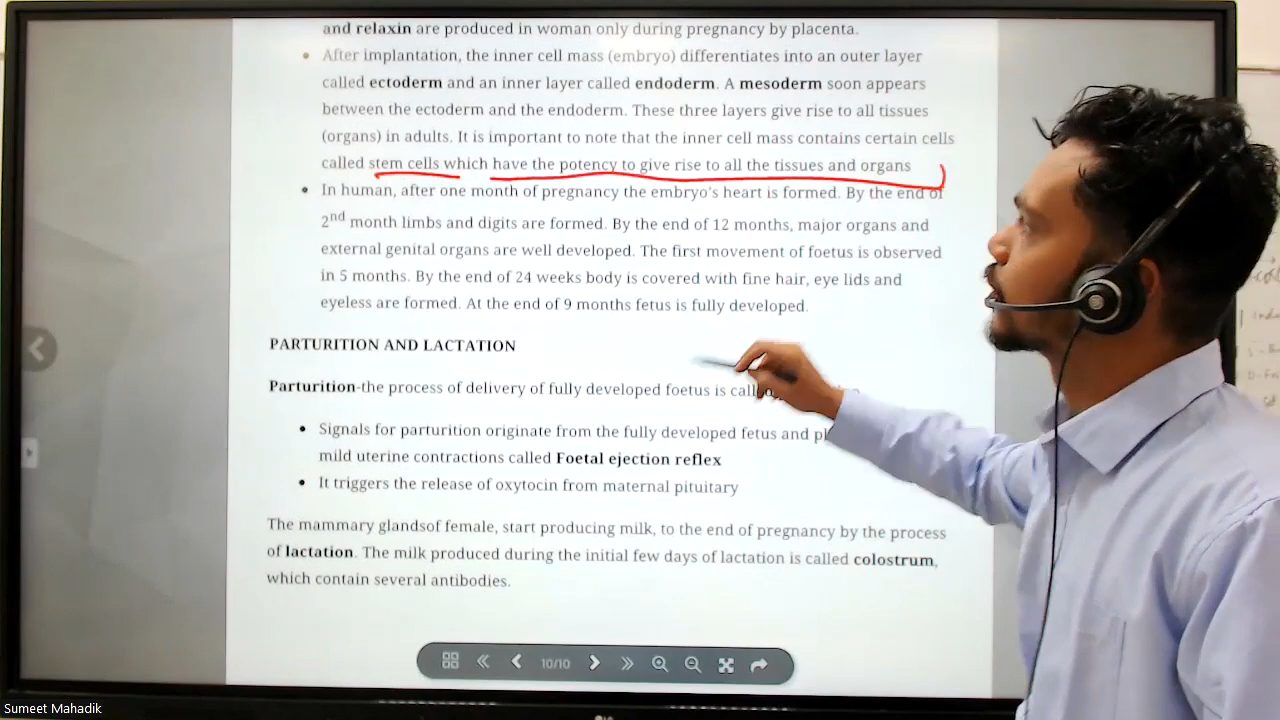 and relaxin are produced in woman only during pregnancy by placenta.
After implantation, the inner cell mass (embryo) differentiates into an outer layer
called ectoderm and an inner layer called endoderm. A mesoderm soon appears
between the ectoderm and the endoderm. These three layers give rise to all tissues
(organs) in adults. It is important to note that the inner cell mass contains certain cells
called stem cells which have the potency to give rise to all the tissues and organs
In human, after one month of pregnancy the embryo's heart is formed. By the end of
2nd month limbs and digits are formed. By the end of 12 months, major organs and
external genital organs are well developed. The first movement of foetus is observed
in 5 months. By the end of 24 weeks body is covered with fine hair, eye lids and
eyeless are formed. At the end of 9 months fetus is fully developed.
PARTURITION AND LACTATION
Parturition-the process of delivery of fully developed foetus is
Signals for parturition originate from the fully developed fetus and
mild uterine contractions called Foetal ejection reflex
It triggers the release of oxytocin from maternal pituitary
The mammary glandsof female, start producing milk, to the end of pregnancy by the process
of lactation. The milk produced during the initial few days of lactation is called colostrum,
which contain several antibodies.
10/10
Sumeet Mahadik